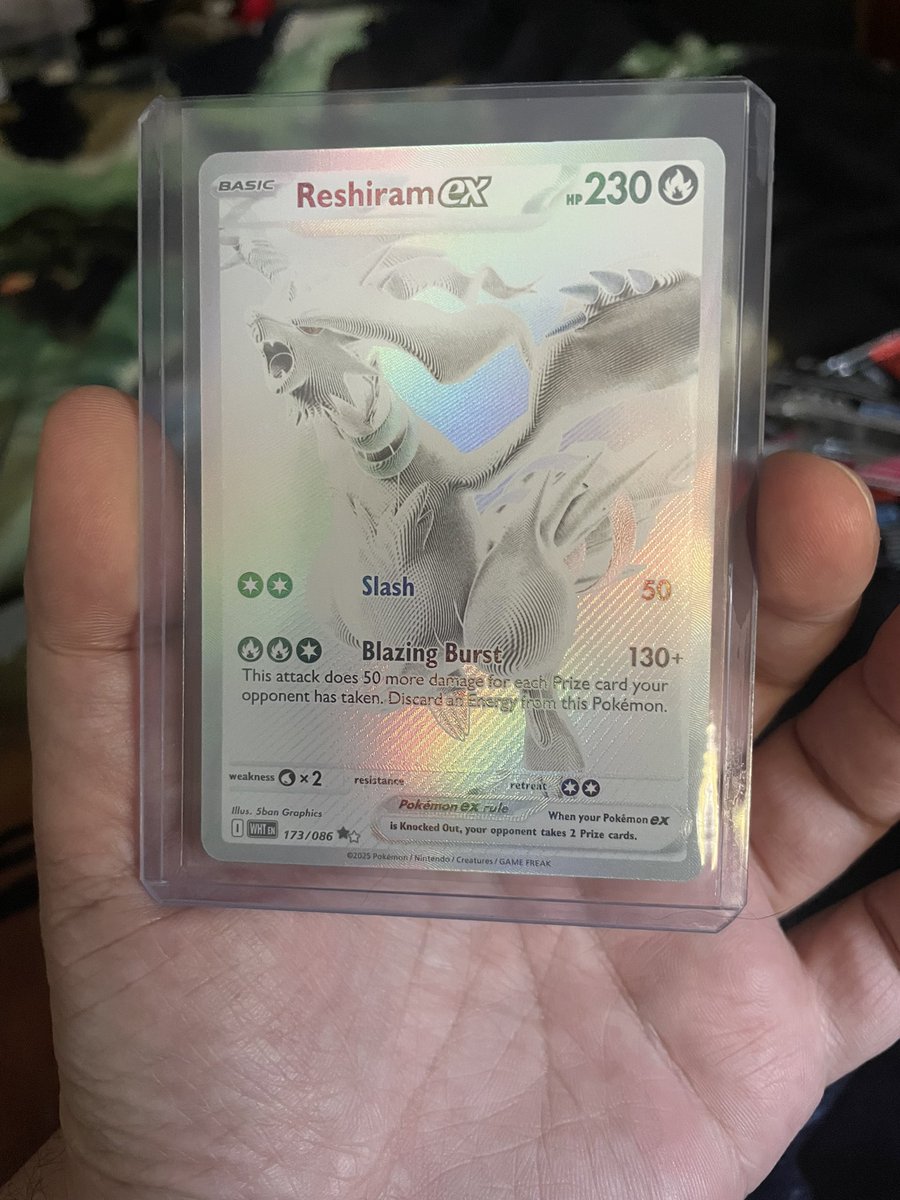 BASIC Reshiram ex HP 230
Slash 50
Blazing Burst 130+
This attack does 50 more damage for each Prize card your
opponent has taken. Discard an Energy from this Pokémon.
weakness ×2 resistance retreat
Illus. 5ban Graphics
Pokémon ex rule When your Pokémon ex
is Knocked Out, your opponent takes 2 Prize cards.
I WHT EN 173/086
©2025 Pokémon / Nintendo / Creatures / GAME FREAK